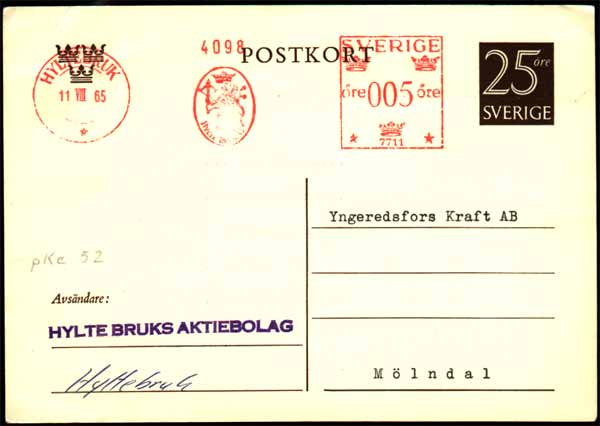 4098
POSTKORT
HYLTEBRUK
11 VIII 65
SVERIGE
öre 005 öre
7711
25 öre
SVERIGE
Yngeredsfors Kraft AB
pKe 52
Avsändare:
HYLTE BRUKS AKTIEBOLAG
Hyltebruk
Mölndal